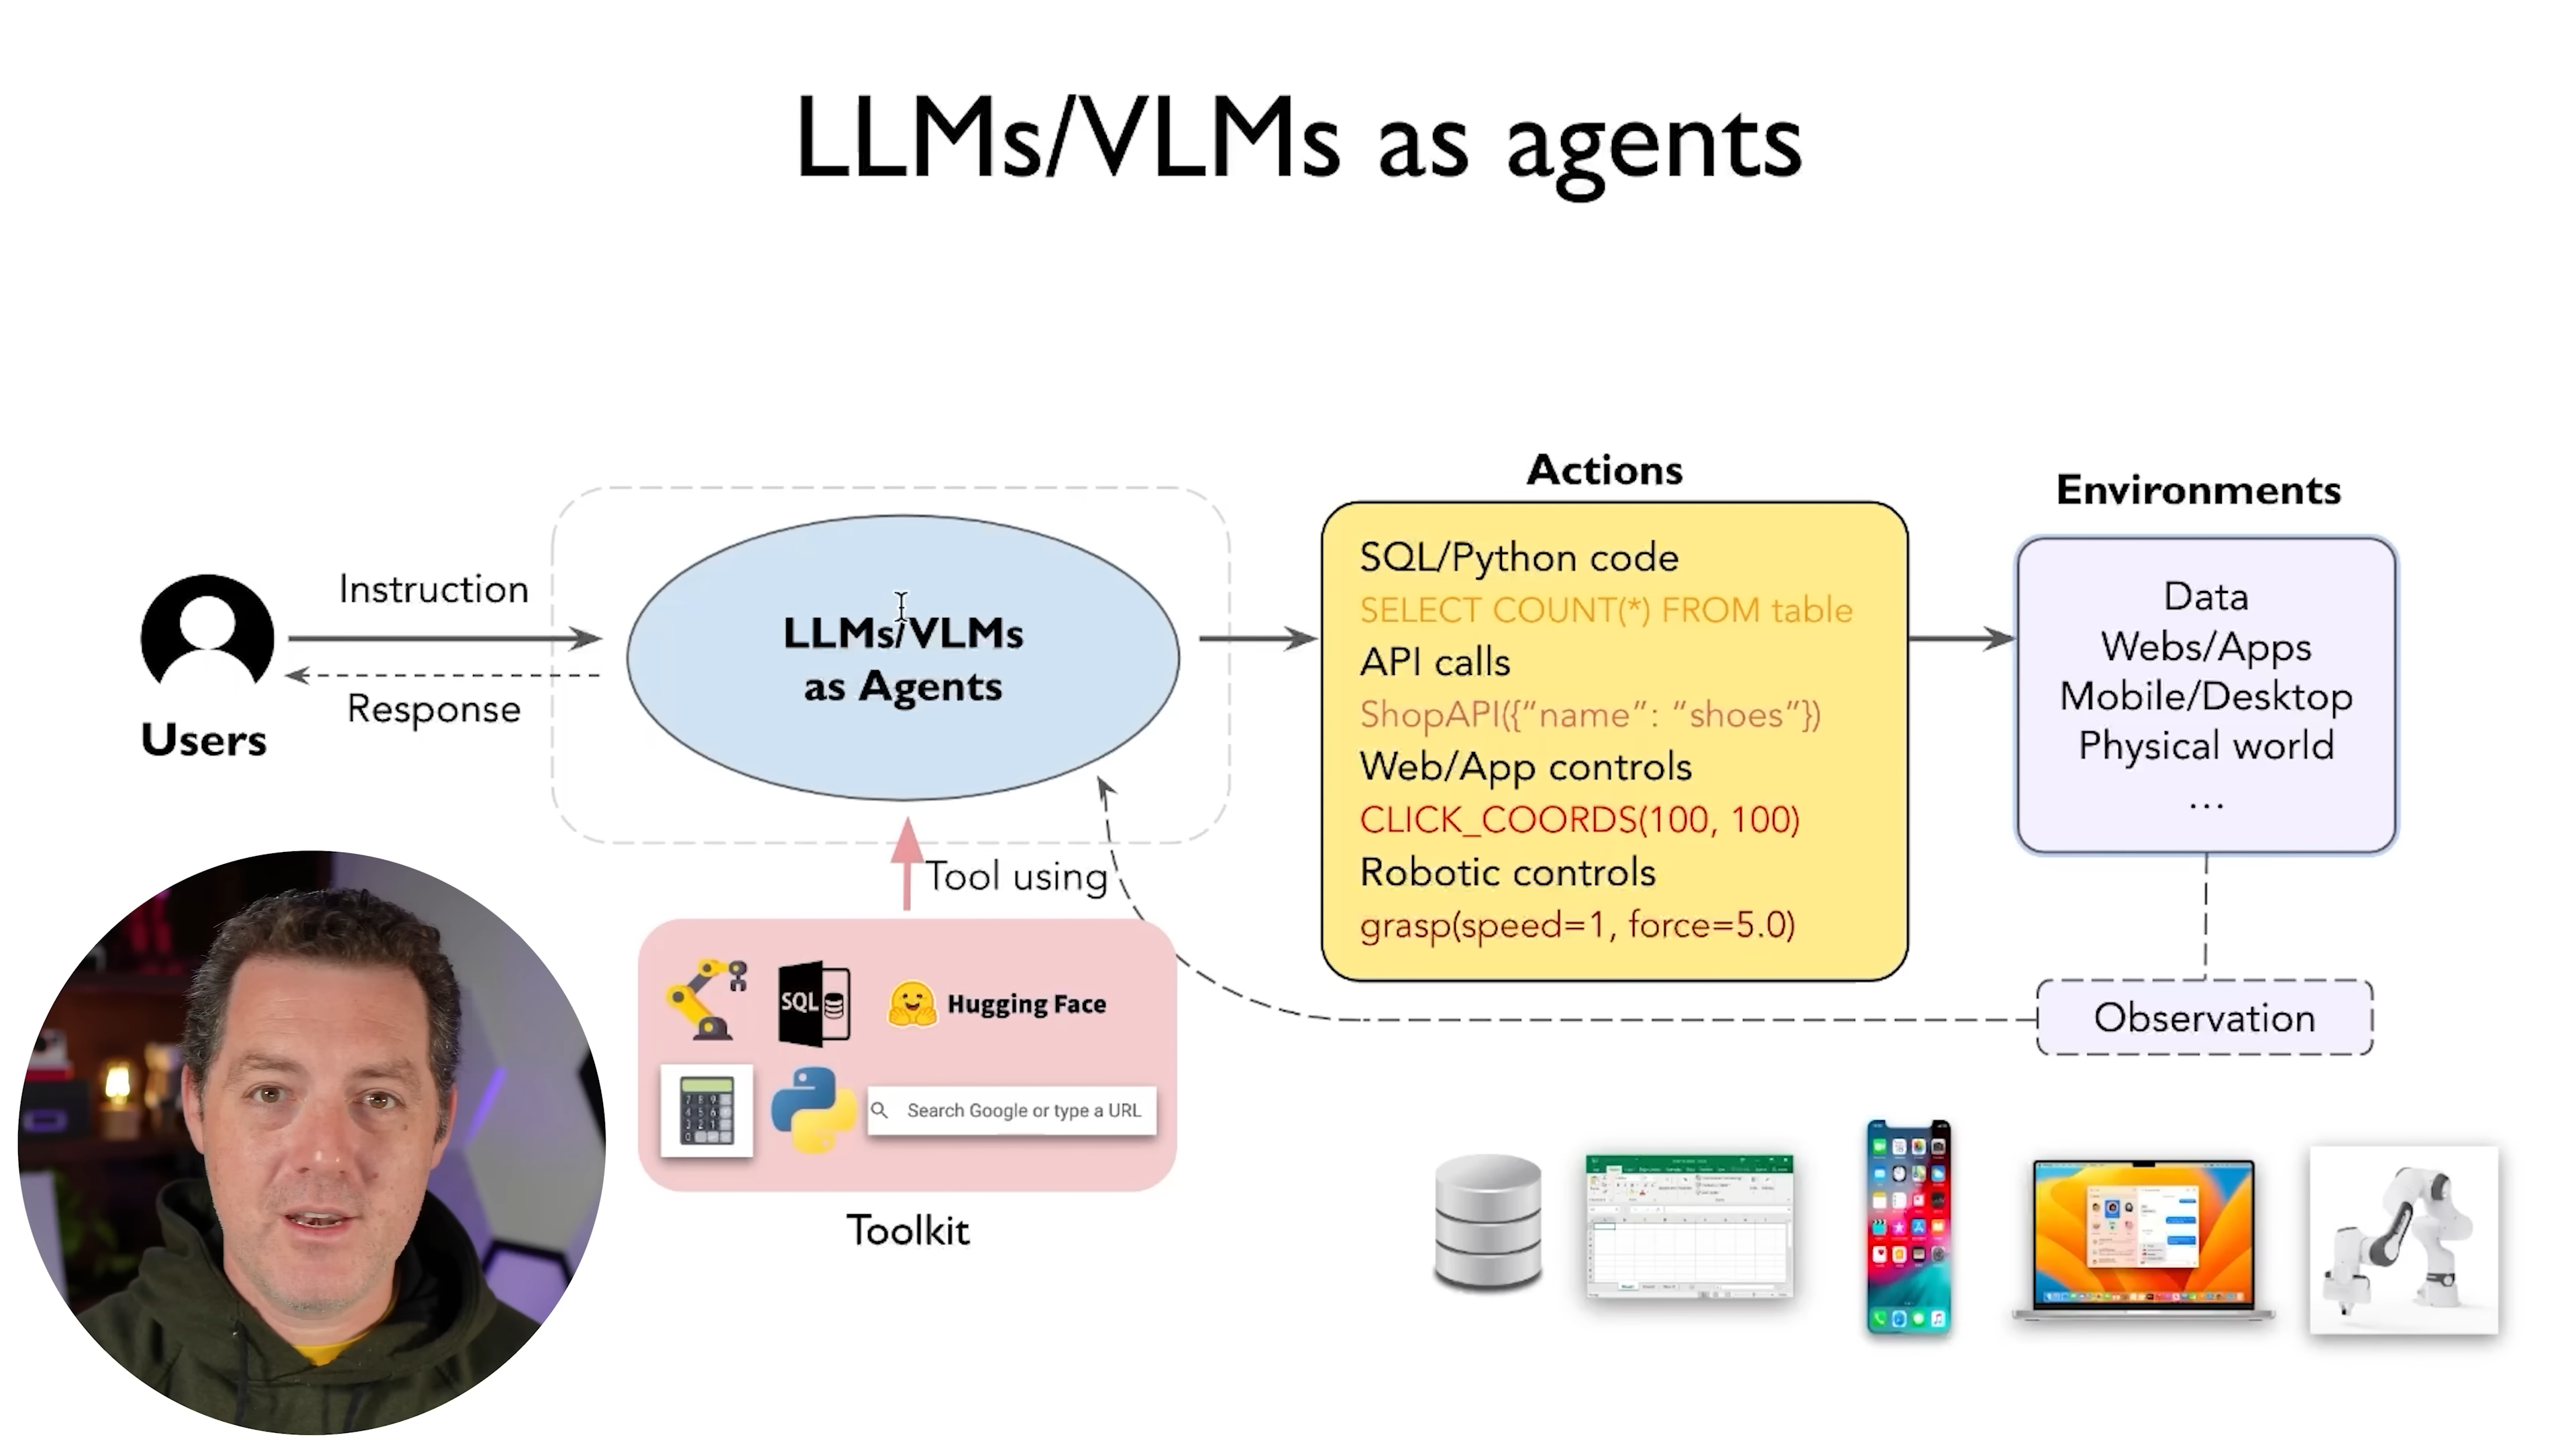 LLMs/VLMs as agents
Instruction
Response
Users
LLMs/VLMs
as Agents
Tool using
SQL
Hugging Face
Search Google or type a URL
Toolkit
Actions
SQL/Python code
SELECT COUNT(*) FROM table
API calls
ShopAPI({“name”: “shoes”})
Web/App controls
CLICK_COORDS(100, 100)
Robotic controls
grasp(speed=1, force=5.0)
Environments
Data
Webs/Apps
Mobile/Desktop
Physical world
...
Observation